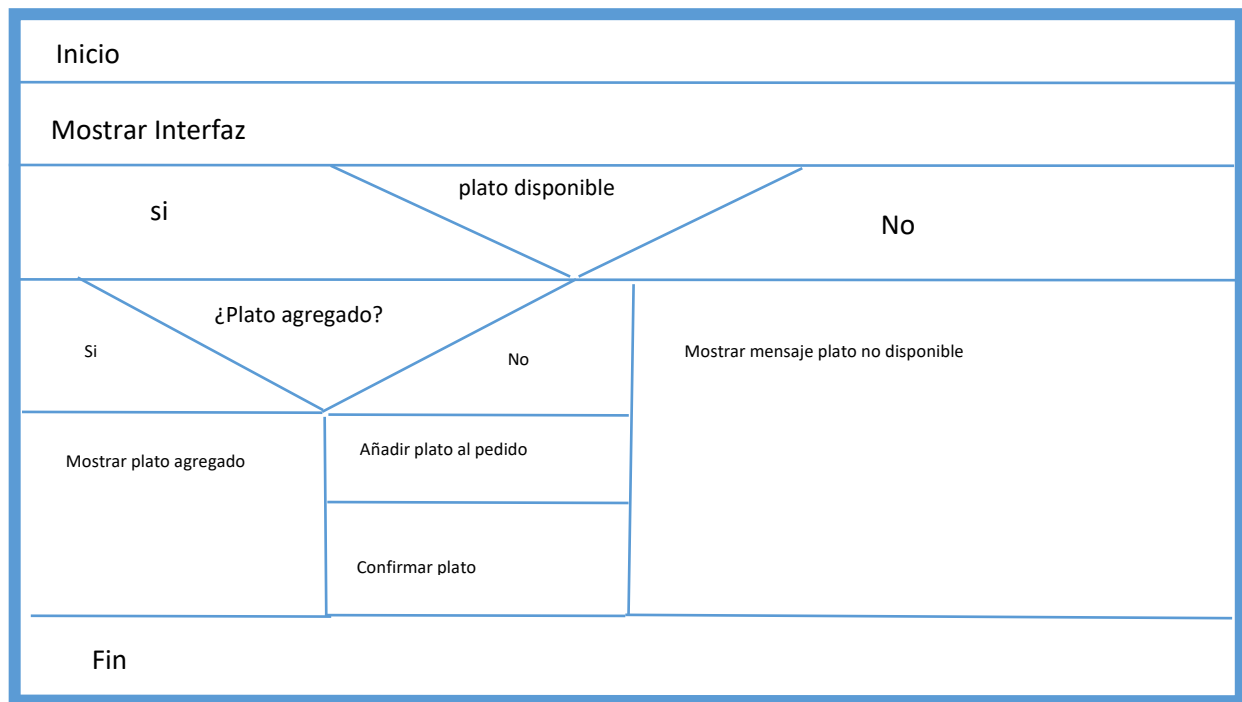 Inicio
Mostrar Interfaz
plato disponible
si
No
¿Plato agregado?
Si
No
Mostrar mensaje plato no disponible
Mostrar plato agregado
Añadir plato al pedido
Confirmar plato
Fin